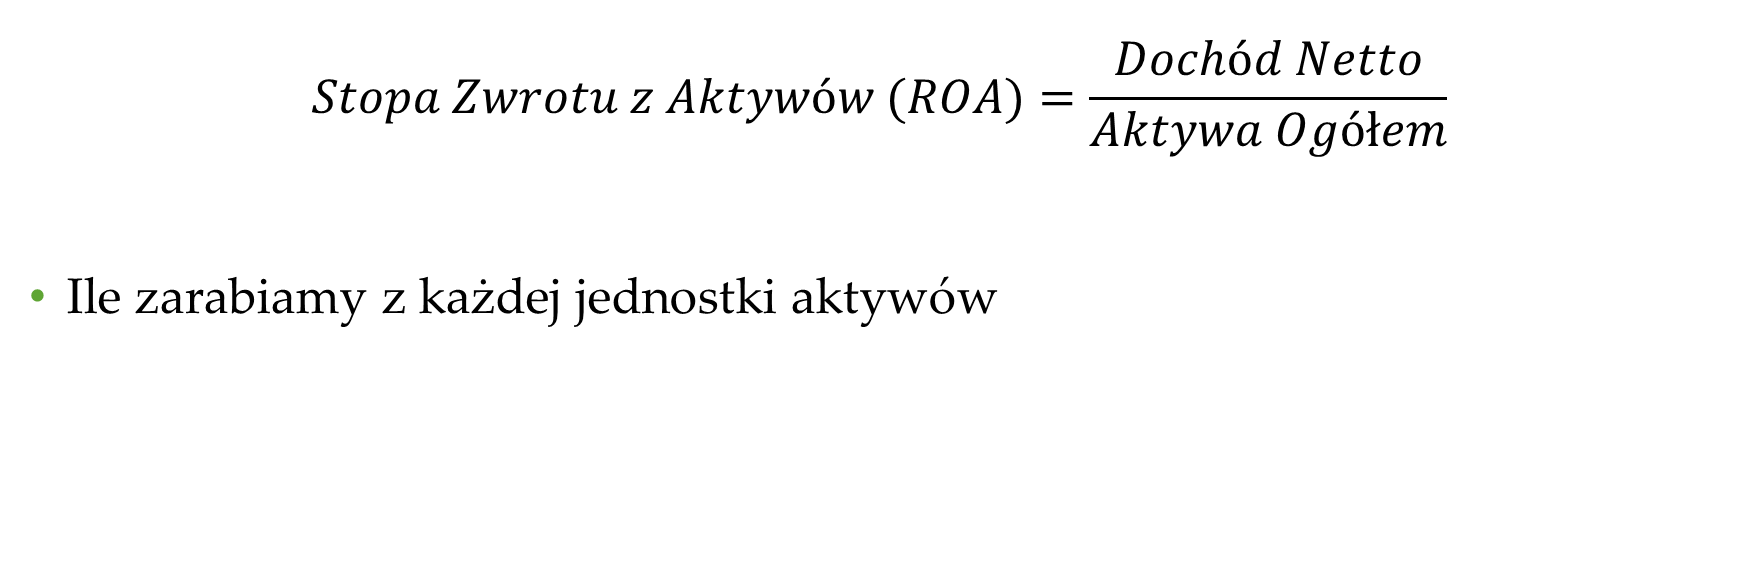 Stopa Zwrotu z Aktywów (ROA) = Dochód Netto / Aktywa Ogółem
• Ile zarabiamy z każdej jednostki aktywów